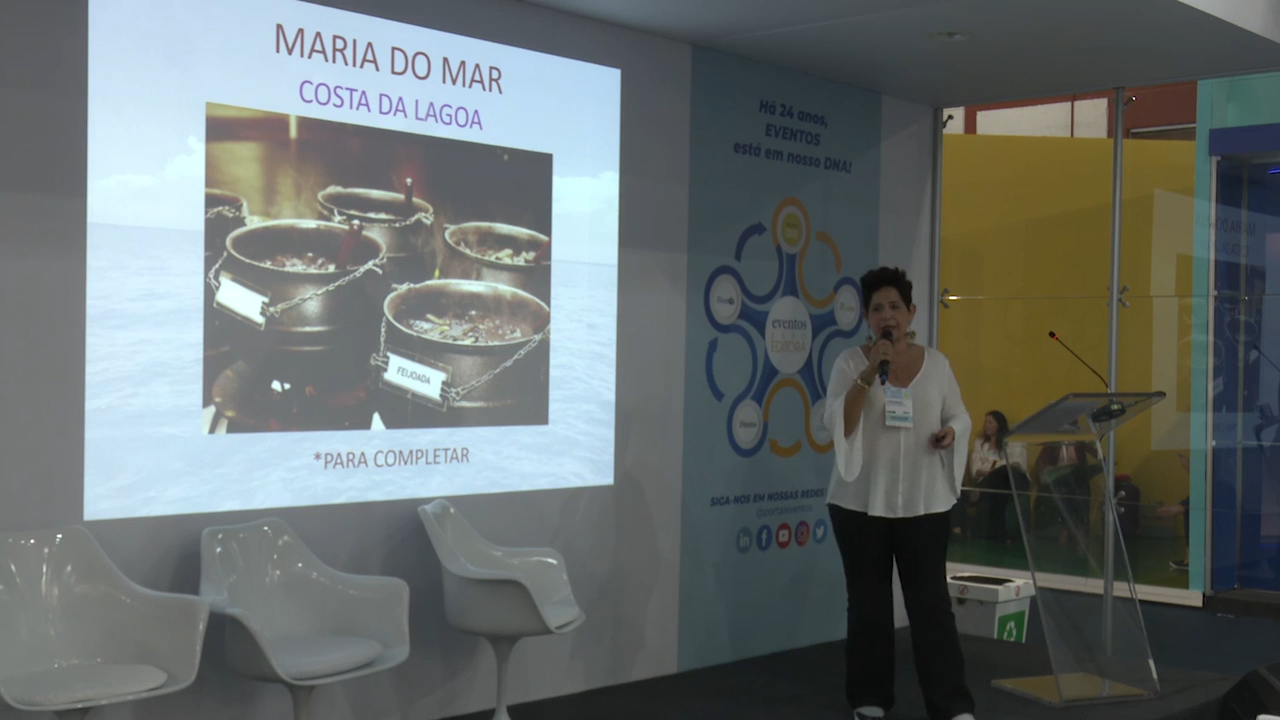 MARIA DO MAR
COSTA DA LAGOA
FEIJOADA
*PARA COMPLETAR
Há 24 anos,
EVENTOS
está em nosso DNA!
eventos
EDITORA
SIGA-NOS EM NOSSAS REDES
@portaleventos